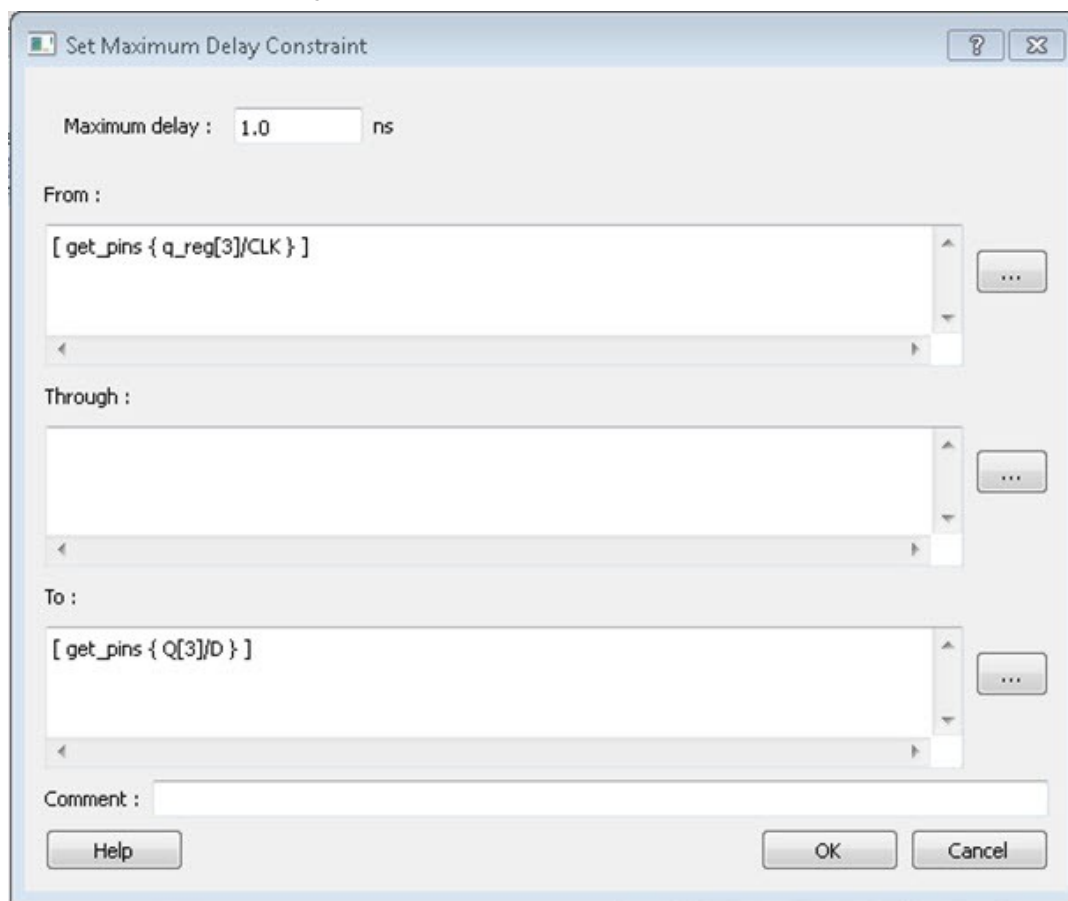 Set Maximum Delay Constraint
Maximum delay : 1.0 ns
From :
[ get_pins { q_reg[3]/CLK } ]
...
Through :
...
To :
[ get_pins { Q[3]/D } ]
...
Comment :
Help OK Cancel